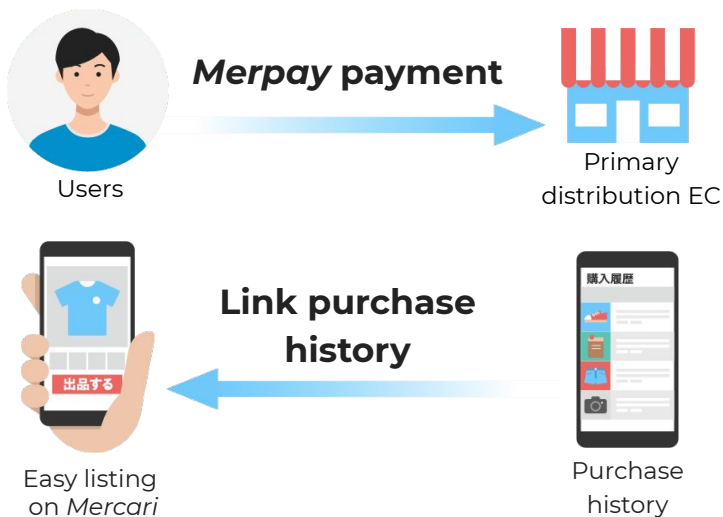 Merpay payment
Users
Primary
distribution EC
Link purchase
history
購入履歴
出品する
Easy listing
on Mercari
Purchase
history